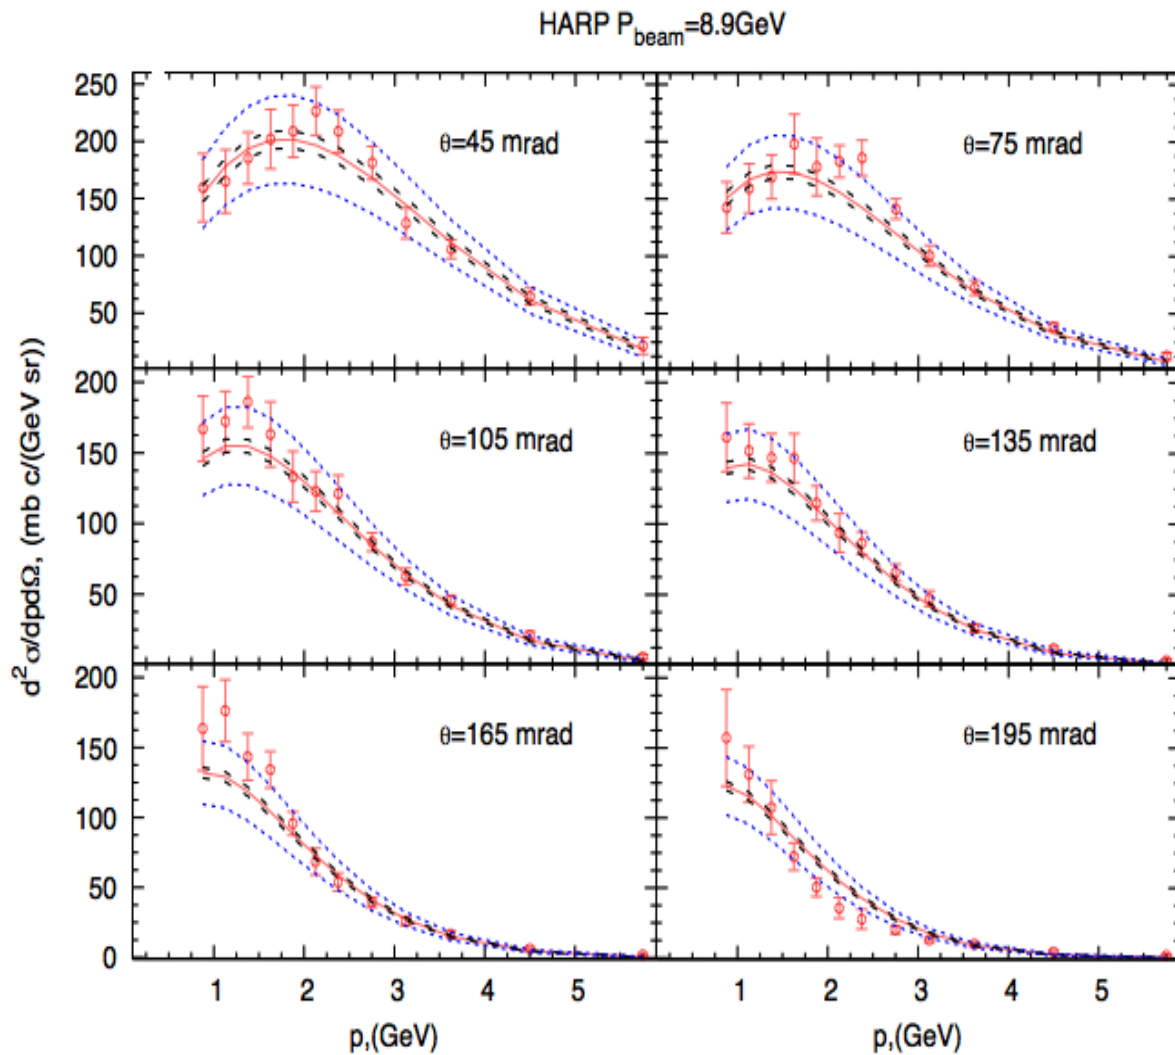 HARP P_beam=8.9GeV
250
200
150
100
50
θ=45 mrad
θ=75 mrad
200
150
100
50
θ=105 mrad
θ=135 mrad
200
150
100
50
0
θ=165 mrad
θ=195 mrad
1 2 3 4 5
1 2 3 4 5
p,(GeV)
p,(GeV)
d² σ/dpdΩ, (mb c/(GeV sr))